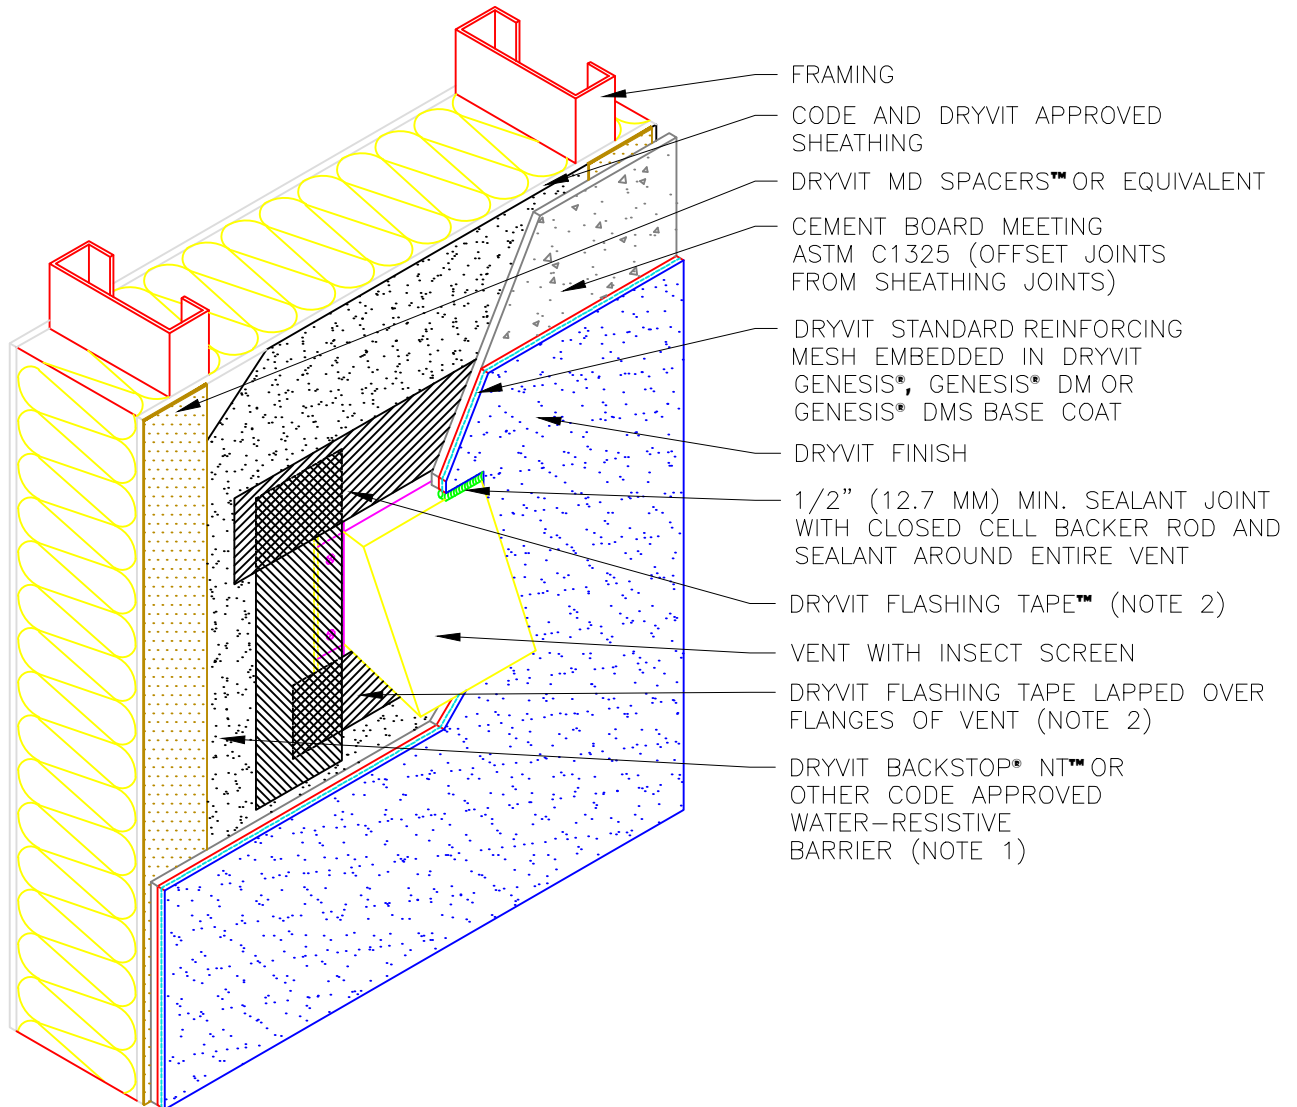 FRAMING
CODE AND DRYVIT APPROVED
SHEATHING
DRYVIT MD SPACERS™ OR EQUIVALENT
CEMENT BOARD MEETING
ASTM C1325 (OFFSET JOINTS
FROM SHEATHING JOINTS)
DRYVIT STANDARD REINFORCING
MESH EMBEDDED IN DRYVIT
GENESIS®, GENESIS® DM OR
GENESIS® DMS BASE COAT
DRYVIT FINISH
1/2" (12.7 MM) MIN. SEALANT JOINT
WITH CLOSED CELL BACKER ROD AND
SEALANT AROUND ENTIRE VENT
DRYVIT FLASHING TAPE™ (NOTE 2)
VENT WITH INSECT SCREEN
DRYVIT FLASHING TAPE LAPPED OVER
FLANGES OF VENT (NOTE 2)
DRYVIT BACKSTOP® NT™ OR
OTHER CODE APPROVED
WATER-RESISTIVE
BARRIER (NOTE 1)